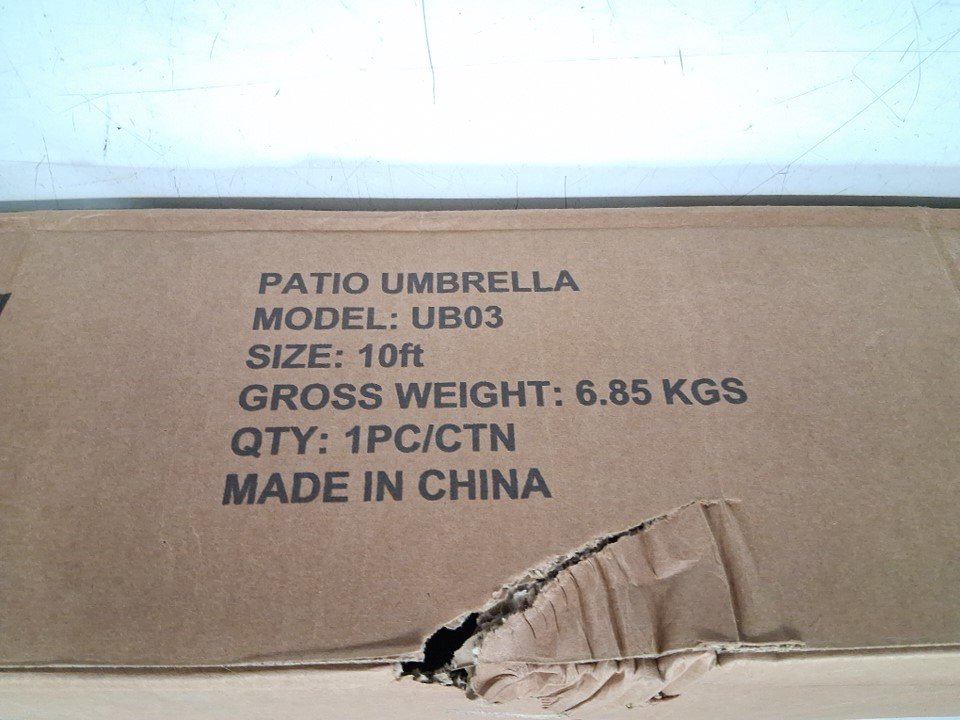 PATIO UMBRELLA
MODEL: UB03
SIZE: 10ft
GROSS WEIGHT: 6.85 KGS
QTY: 1PC/CTN
MADE IN CHINA